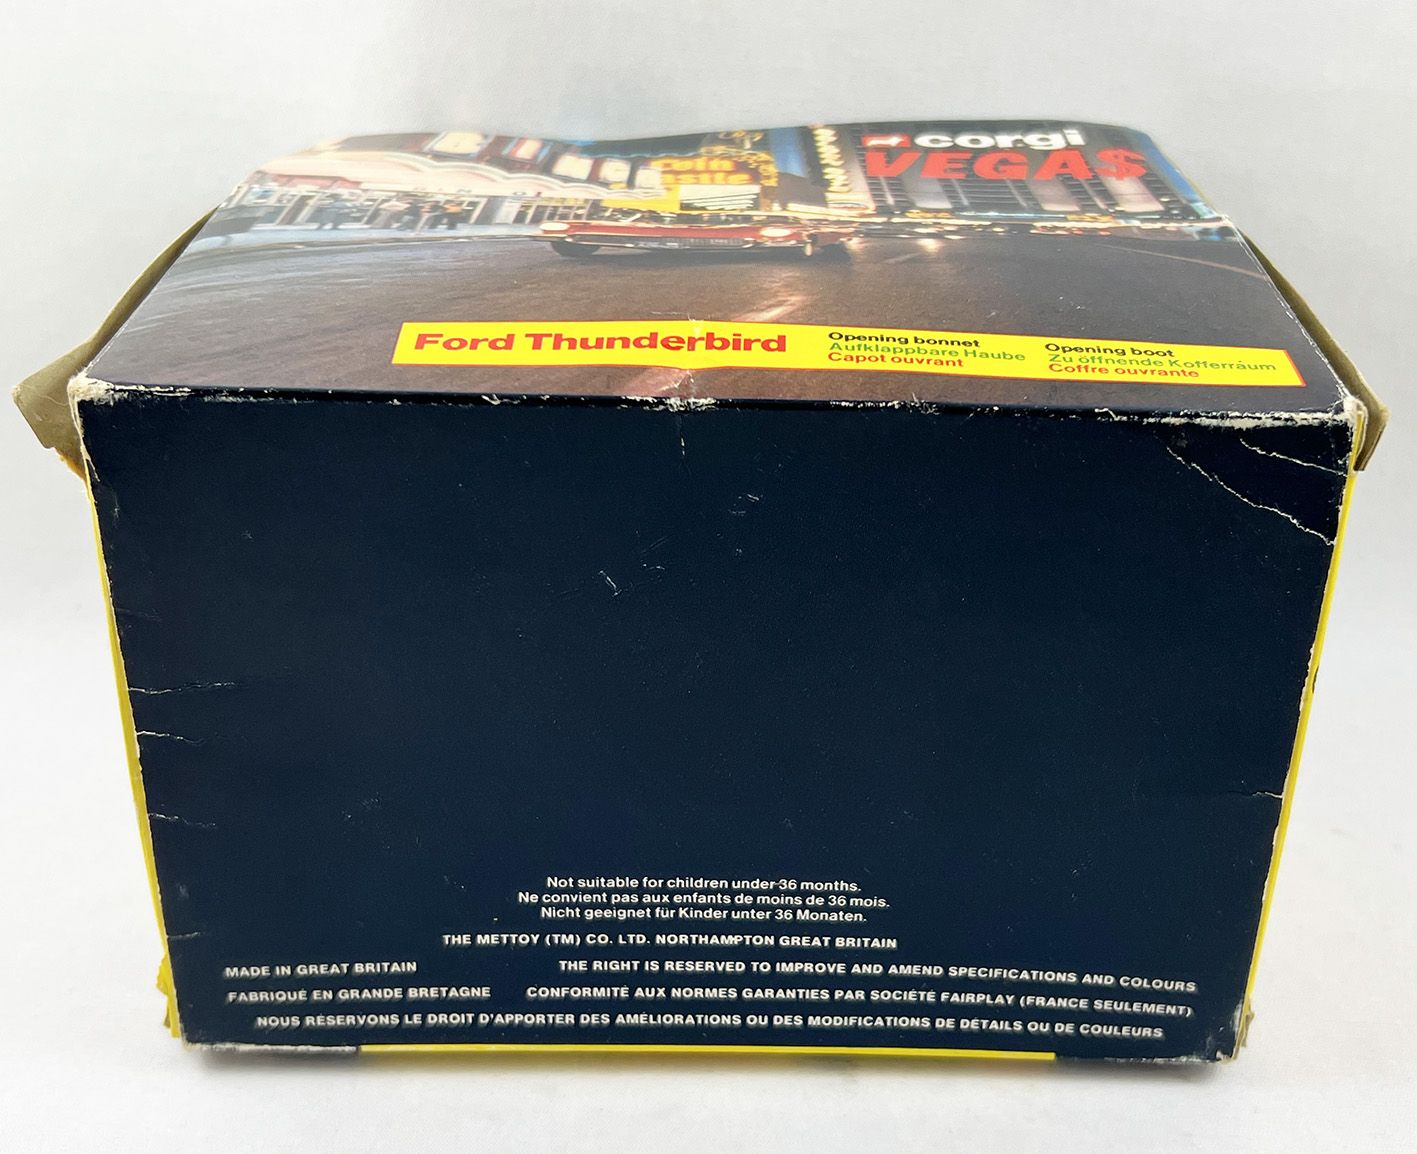 BINGO
Coin
Castle
corgi
VEGA$
Ford Thunderbird
Opening bonnet
Aufklappbare Haube
Capot ouvrant
Opening boot
Zu öffnende Kofferräum
Coffre ouvrante
Not suitable for children under 36 months.
Ne convient pas aux enfants de moins de 36 mois.
Nicht geeignet für Kinder unter 36 Monaten.
THE METTOY (TM) CO. LTD. NORTHAMPTON GREAT BRITAIN
MADE IN GREAT BRITAIN
THE RIGHT IS RESERVED TO IMPROVE AND AMEND SPECIFICATIONS AND COLOURS
FABRIQUÉ EN GRANDE BRETAGNE
CONFORMITÉ AUX NORMES GARANTIES PAR SOCIÉTÉ FAIRPLAY (FRANCE SEULEMENT)
NOUS RÉSERVONS LE DROIT D'APPORTER DES AMÉLIORATIONS OU DES MODIFICATIONS DE DÉTAILS OU DE COULEURS